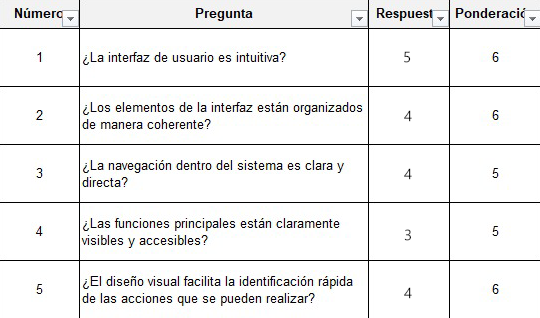 Número Pregunta Respuest Ponderació
1 ¿La interfaz de usuario es intuitiva? 5 6
2 ¿Los elementos de la interfaz están organizados
de manera coherente? 4 6
3 ¿La navegación dentro del sistema es clara y
directa? 4 5
4 ¿Las funciones principales están claramente
visibles y accesibles? 3 5
5 ¿El diseño visual facilita la identificación rápida
de las acciones que se pueden realizar? 4 6